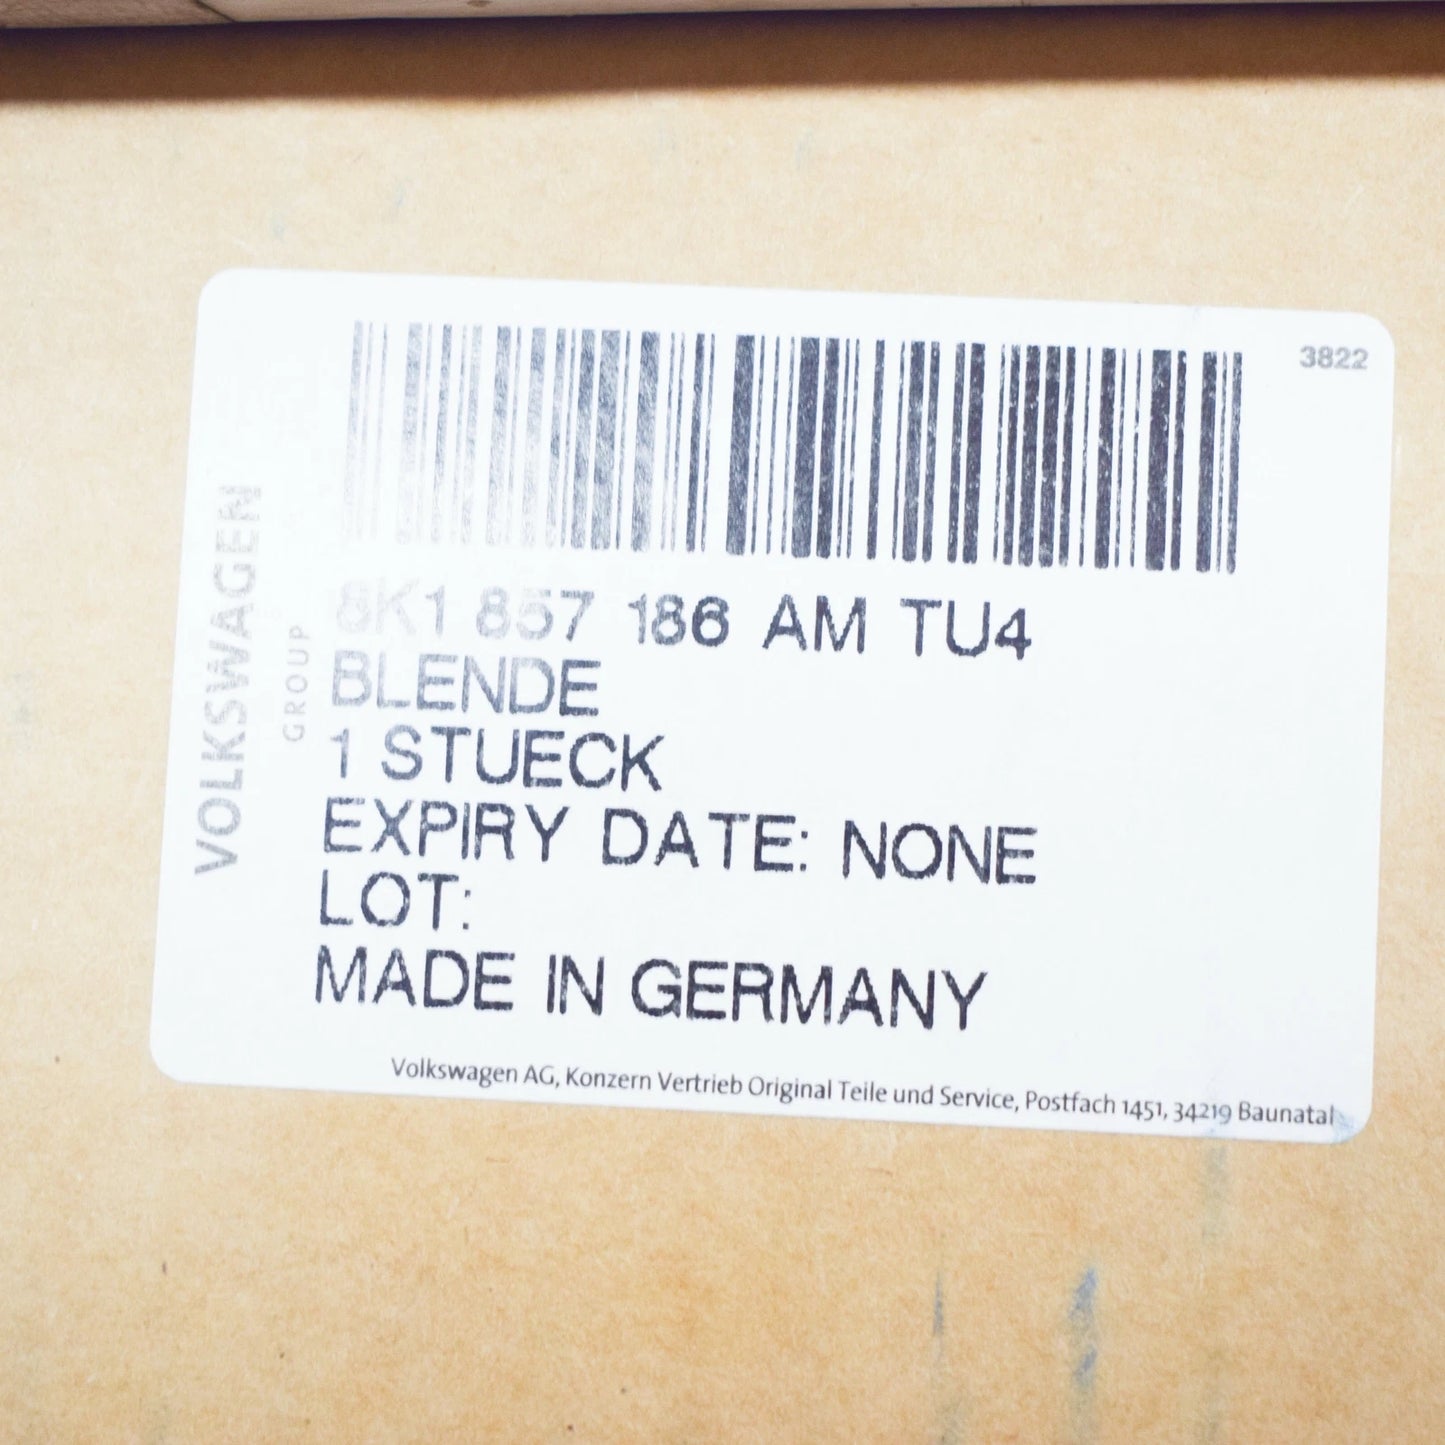 3822
VOLKSWAGEN
GROUP
8K1 857 186 AM TU4
BLENDE
1 STUECK
EXPIRY DATE: NONE
LOT:
MADE IN GERMANY
Volkswagen AG, Konzern Vertrieb Original Teile und Service, Postfach 1451, 34219 Baunatal